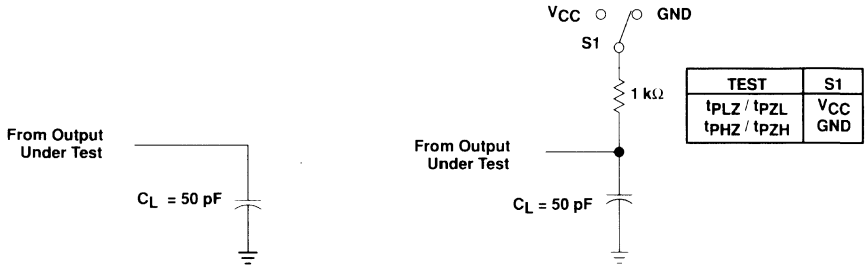 From Output
Under Test
CL = 50 pF
VCC
GND
S1
1 kΩ
From Output
Under Test
CL = 50 pF
TEST S1
tPLZ / tPZL VCC
tPHZ / tPZH GND